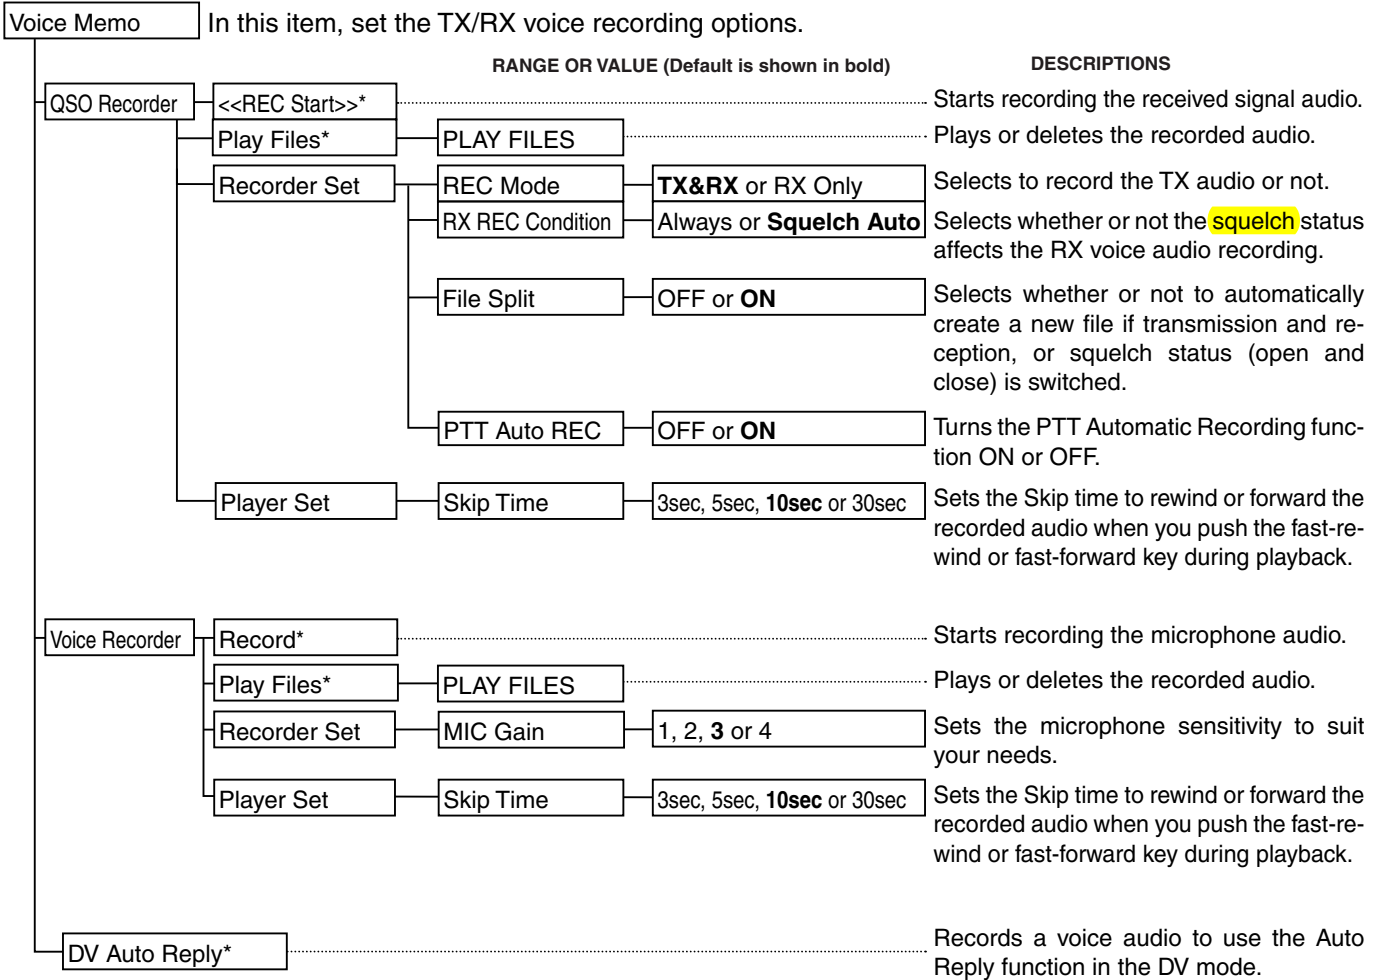 Voice Memo In this item, set the TX/RX voice recording options.
RANGE OR VALUE (Default is shown in bold) DESCRIPTIONS
QSO Recorder <<REC Start>>* Starts recording the received signal audio.
Play Files* PLAY FILES Plays or deletes the recorded audio.
Recorder Set REC Mode TX&RX or RX Only Selects to record the TX audio or not.
RX REC Condition Always or Squelch Auto Selects whether or not the squelch status
affects the RX voice audio recording.
File Split OFF or ON Selects whether or not to automatically
create a new file if transmission and re-
ception, or squelch status (open and
close) is switched.
PTT Auto REC OFF or ON Turns the PTT Automatic Recording func-
tion ON or OFF.
Player Set Skip Time 3sec, 5sec, 10sec or 30sec Sets the Skip time to rewind or forward the
recorded audio when you push the fast-re-
wind or fast-forward key during playback.
Voice Recorder Record* Starts recording the microphone audio.
Play Files* PLAY FILES Plays or deletes the recorded audio.
Recorder Set MIC Gain 1, 2, 3 or 4 Sets the microphone sensitivity to suit
your needs.
Player Set Skip Time 3sec, 5sec, 10sec or 30sec Sets the Skip time to rewind or forward the
recorded audio when you push the fast-re-
wind or fast-forward key during playback.
DV Auto Reply* Records a voice audio to use the Auto
Reply function in the DV mode.